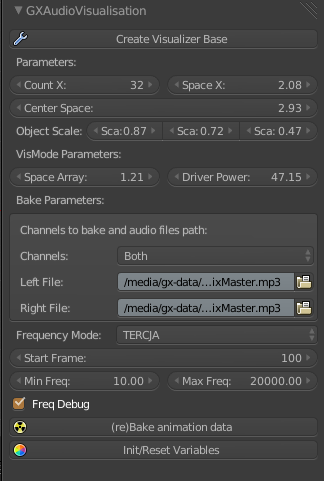 GXAudioVisualisation
Create Visualizer Base
Parameters:
Count X: 32 Space X: 2.08
Center Space: 2.93
Object Scale: Sca:0.87 Sca: 0.72 Sca: 0.47
VisMode Parameters:
Space Array: 1.21 Driver Power: 47.15
Bake Parameters:
Channels to bake and audio files path:
Channels: Both
Left File: /media/gx-data/...ixMaster.mp3
Right File: /media/gx-data/...ixMaster.mp3
Frequency Mode: TERCJA
Start Frame: 100
Min Freq: 10.00 Max Freq: 20000.00
Freq Debug
(re)Bake animation data
Init/Reset Variables